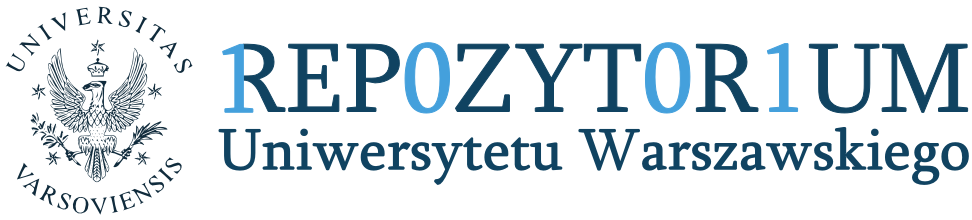 UNIVERSITAS
VARSOVIENSIS
1REP0ZYT0R1UM
Uniwersytetu Warszawskiego